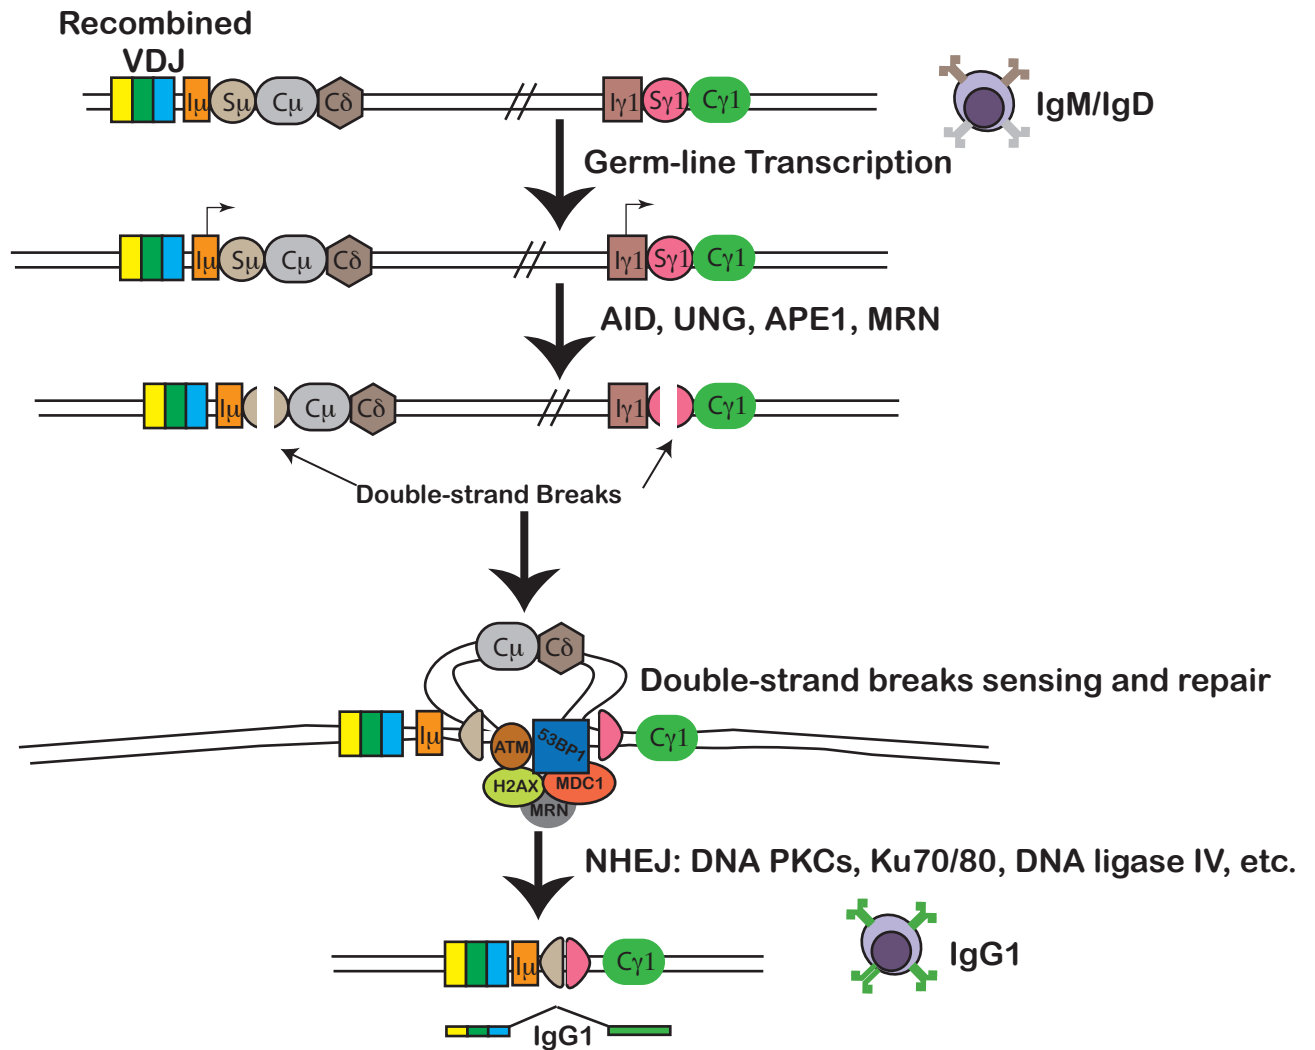 Recombined
VDJ
Iμ Sμ Cμ Cδ Iγ1 Sγ1 Cγ1
IgM/IgD
Germ-line Transcription
Iμ Sμ Cμ Cδ Iγ1 Sγ1 Cγ1
AID, UNG, APE1, MRN
Iμ Cμ Cδ Iγ1 Cγ1
Double-strand Breaks
Cμ Cδ
Double-strand breaks sensing and repair
Iμ ATM 53BP1 Cγ1
H2AX MDC1
MRN
NHEJ: DNA PKCs, Ku70/80, DNA ligase IV, etc.
Iμ Cγ1
IgG1
IgG1